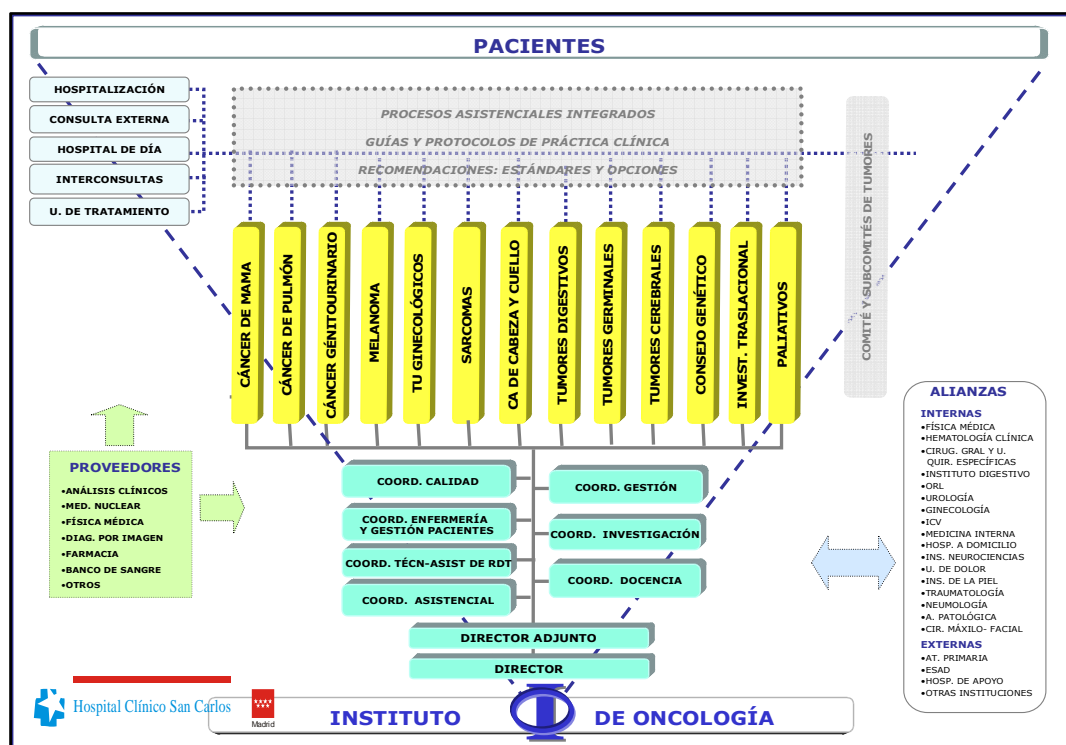 PACIENTES
HOSPITALIZACIÓN
CONSULTA EXTERNA
HOSPITAL DE DÍA
INTERCONSULTAS
U. DE TRATAMIENTO
PROCESOS ASISTENCIALES INTEGRADOS
GUÍAS Y PROTOCOLOS DE PRÁCTICA CLÍNICA
RECOMENDACIONES: ESTÁNDARES Y OPCIONES
COMITÉ Y SUBCOMITÉS DE TUMORES
CÁNCER DE MAMA
CÁNCER DE PULMÓN
CÁNCER GÉNITOURINARIO
MELANOMA
TU GINECOLÓGICOS
SARCOMAS
CA DE CABEZA Y CUELLO
TUMORES DIGESTIVOS
TUMORES GERMINALES
TUMORES CEREBRALES
CONSEJO GENÉTICO
INVEST. TRASLACIONAL
PALIATIVOS
PROVEEDORES
•ANÁLISIS CLÍNICOS
•MED. NUCLEAR
•FÍSICA MÉDICA
•DIAG. POR IMAGEN
•FARMACIA
•BANCO DE SANGRE
•OTROS
COORD. CALIDAD
COORD. GESTIÓN
COORD. ENFERMERÍA
Y GESTIÓN PACIENTES
COORD. INVESTIGACIÓN
COORD. TÉCN-ASIST DE RDT
COORD. DOCENCIA
COORD. ASISTENCIAL
DIRECTOR ADJUNTO
DIRECTOR
ALIANZAS
INTERNAS
•FÍSICA MÉDICA
•HEMATOLOGÍA CLÍNICA
•CIRUG. GRAL Y U.
QUIR. ESPECÍFICAS
•INSTITUTO DIGESTIVO
•ORL
•UROLOGÍA
•GINECOLOGÍA
•ICV
•MEDICINA INTERNA
•HOSP. A DOMICILIO
•INS. NEUROCIENCIAS
•U. DE DOLOR
•INS. DE LA PIEL
•TRAUMATOLOGÍA
•NEUMOLOGÍA
•A. PATOLÓGICA
•CIR. MÁXILO- FACIAL
EXTERNAS
•AT. PRIMARIA
•ESAD
•HOSP. DE APOYO
•OTRAS INSTITUCIONES
Hospital Clínico San Carlos
Madrid
INSTITUTO DE ONCOLOGÍA